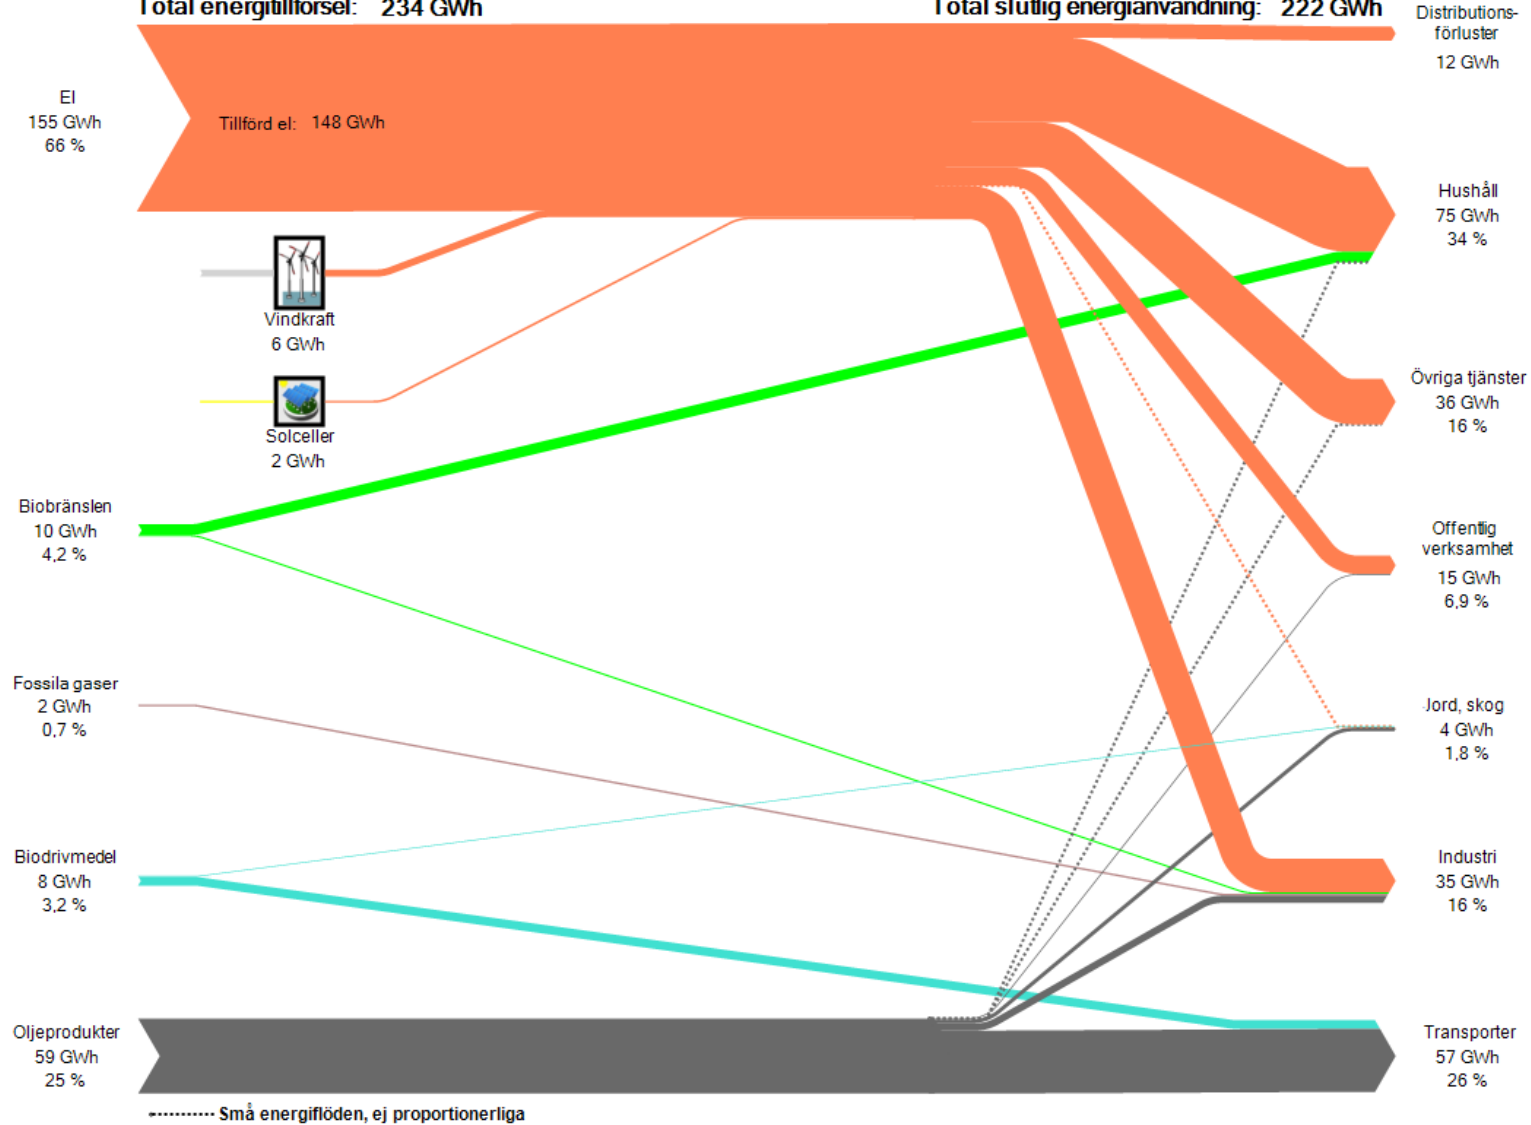 Total energitillförsel: 234 GWh
Total slutlig energianvändning: 222 GWh
El
155 GWh
66 %
Tillförd el: 148 GWh
Vindkraft
6 GWh
Solceller
2 GWh
Biobränslen
10 GWh
4,2 %
Fossila gaser
2 GWh
0,7 %
Biodrivmedel
8 GWh
3,2 %
Oljeprodukter
59 GWh
25 %
Distributions-
förluster
12 GWh
Hushåll
75 GWh
34 %
Övriga tjänster
36 GWh
16 %
Offentlig
verksamhet
15 GWh
6,9 %
Jord, skog
4 GWh
1,8 %
Industri
35 GWh
16 %
Transporter
57 GWh
26 %
Små energiflöden, ej proportionerliga